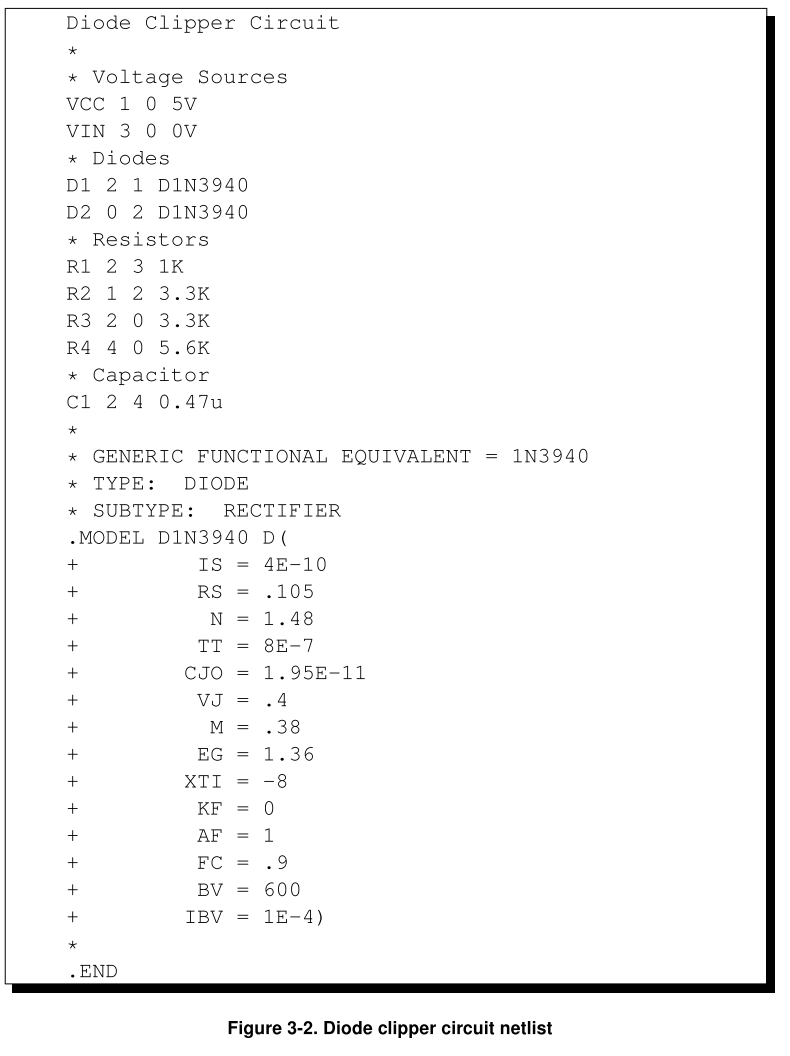 Diode Clipper Circuit
*
* Voltage Sources
VCC 1 0 5V
VIN 3 0 0V
* Diodes
D1 2 1 D1N3940
D2 0 2 D1N3940
* Resistors
R1 2 3 1K
R2 1 2 3.3K
R3 2 0 3.3K
R4 4 0 5.6K
* Capacitor
C1 2 4 0.47u
*
* GENERIC FUNCTIONAL EQUIVALENT = 1N3940
* TYPE: DIODE
* SUBTYPE: RECTIFIER
.MODEL D1N3940 D(
+ IS = 4E-10
+ RS = .105
+ N = 1.48
+ TT = 8E-7
+ CJO = 1.95E-11
+ VJ = .4
+ M = .38
+ EG = 1.36
+ XTI = -8
+ KF = 0
+ AF = 1
+ FC = .9
+ BV = 600
+ IBV = 1E-4)
*
.END
Figure 3-2. Diode clipper circuit netlist